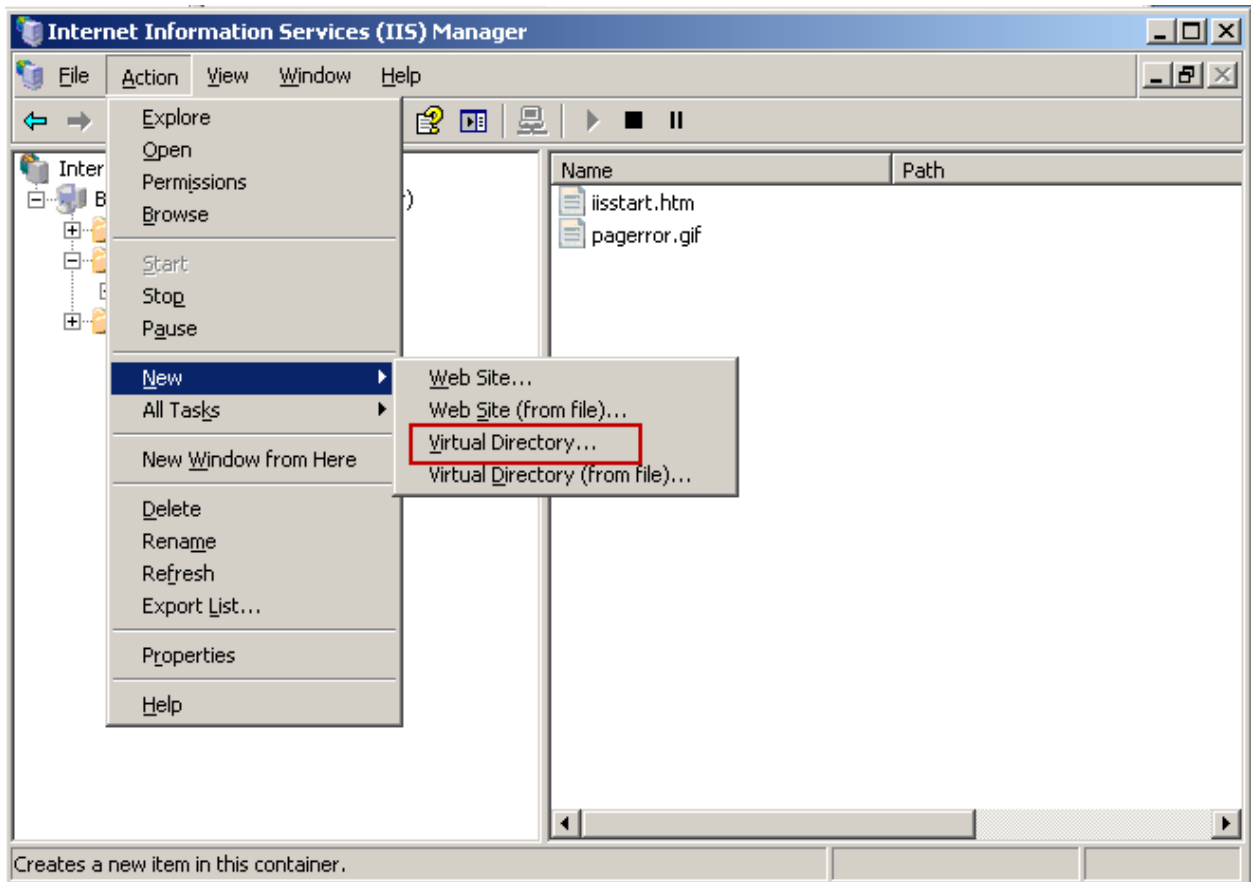 Internet Information Services (IIS) Manager
File Action View Window Help
Explore
Open
Permissions
Browse
Start
Stop
Pause
New
All Tasks
New Window from Here
Delete
Rename
Refresh
Export List...
Properties
Help
Web Site...
Web Site (from file)...
Virtual Directory...
Virtual Directory (from file)...
Inter
B
)
Name Path
iisstart.htm
pagerror.gif
Creates a new item in this container.